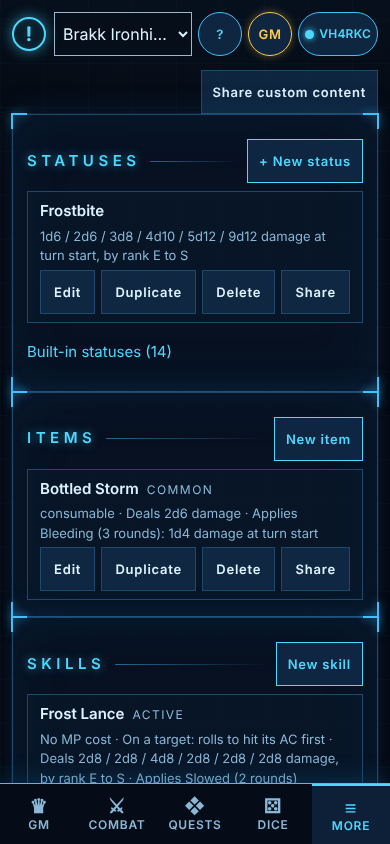 ! Brakk Ironhi... ? GM VH4RKC
Share custom content
STATUSES + New status
Frostbite
1d6 / 2d6 / 3d8 / 4d10 / 5d12 / 9d12 damage at
turn start, by rank E to S
Edit Duplicate Delete Share
Built-in statuses (14)
ITEMS New item
Bottled Storm COMMON
consumable · Deals 2d6 damage · Applies
Bleeding (3 rounds): 1d4 damage at turn start
Edit Duplicate Delete Share
SKILLS New skill
Frost Lance ACTIVE
No MP cost · On a target: rolls to hit its AC first ·
Deals 2d8 / 2d8 / 4d8 / 2d8 / 2d8 / 2d8 damage,
by rank E to S · Applies Slowed (2 rounds)
GM COMBAT QUESTS DICE MORE